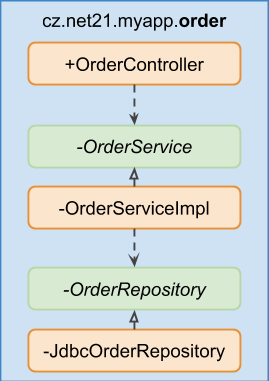 cz.net21.myapp.order
+OrderController
-OrderService
-OrderServiceImpl
-OrderRepository
-JdbcOrderRepository